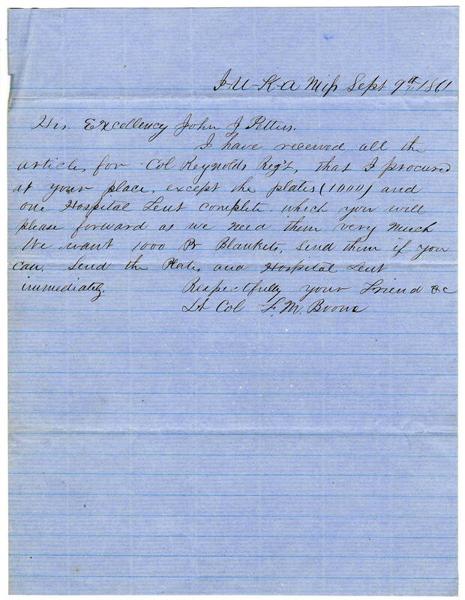 I-U-K-A Miss Sept 9th 1861
His Excellency John J Pettus.
I have received all the
articles, for Col Reynolds Regt, that I procured
at your place, except the plates (1000) and
one Hospital Tent complete which you will
please forward as we need them very much
We want 1000 Pr Blankets, send them if you
can. Send the Plates and Hospital Tent
immediately. Respectfully your Friend &c
Lt Col F. M. Boone